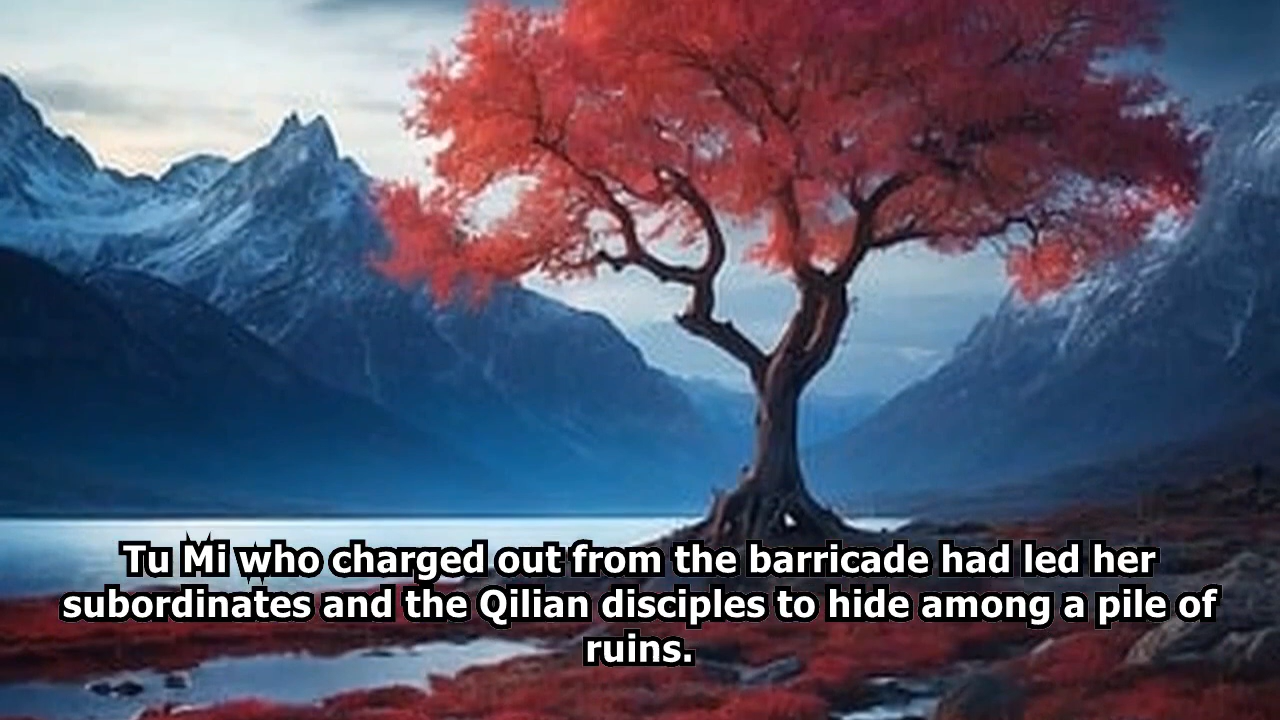 Tu Mi who charged out from the barricade had led her
subordinates and the Qilian disciples to hide among a pile of
ruins.